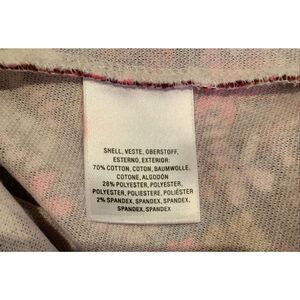 SHELL, VESTE, OBERSTOFF,
ESTERNO, EXTERIOR:
70% COTTON, COTON, BAUMWOLLE,
COTONE, ALGODÓN
28% POLYESTER, POLYESTER,
POLYESTER, POLIESTERE, POLIÉSTER
2% SPANDEX, SPANDEX, SPANDEX,
SPANDEX, SPANDEX